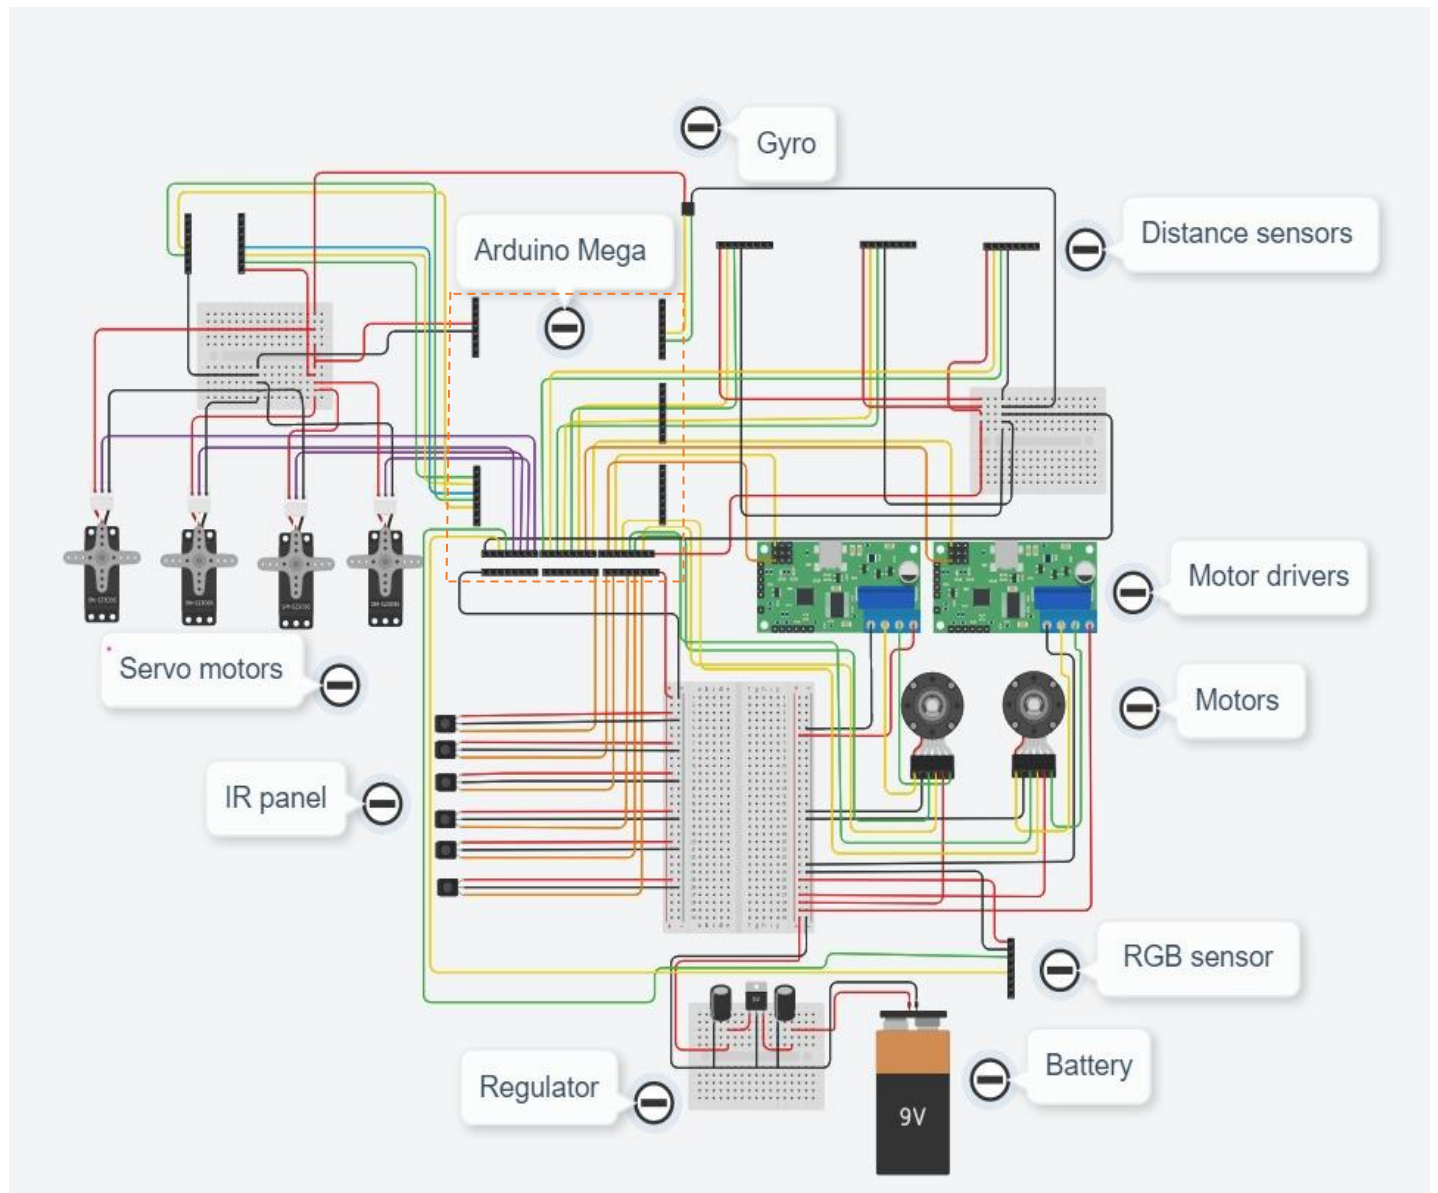 Gyro
Distance sensors
Arduino Mega
Motor drivers
Servo motors
Motors
IR panel
RGB sensor
Regulator
Battery
9V